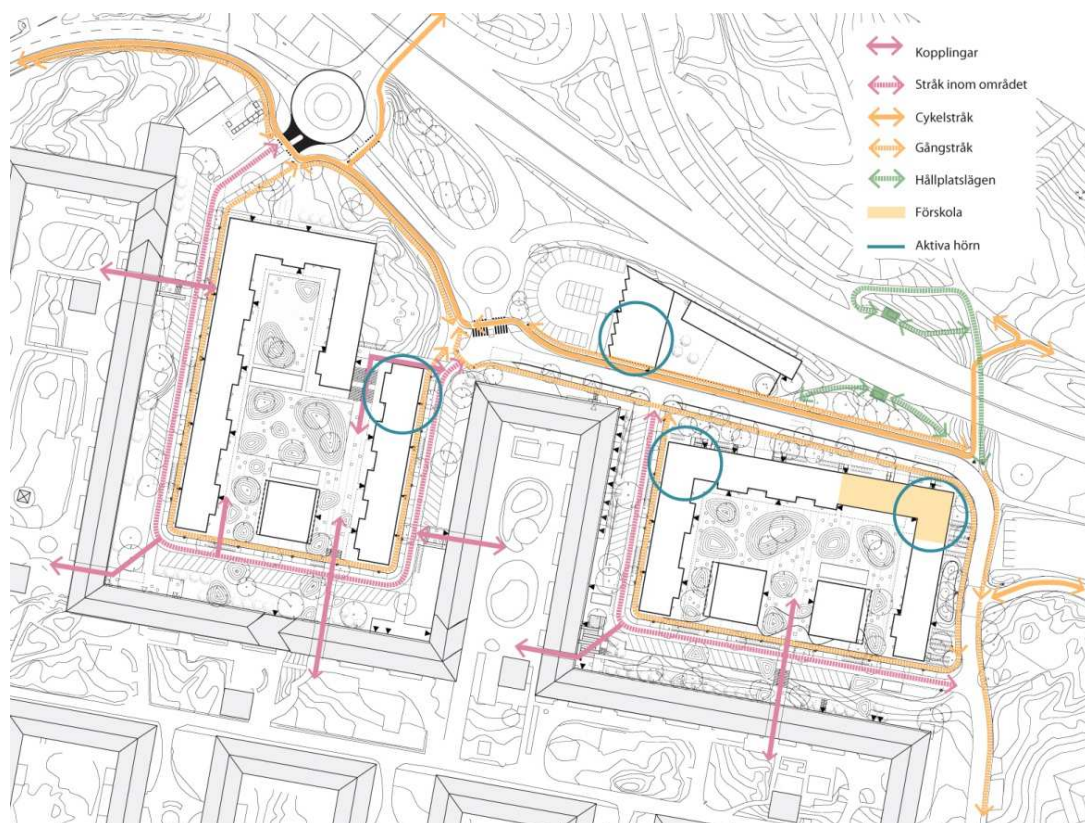 Kopplingar
Stråk inom området
Cykelstråk
Gångstråk
Hållplatslägen
Förskola
Aktiva hörn